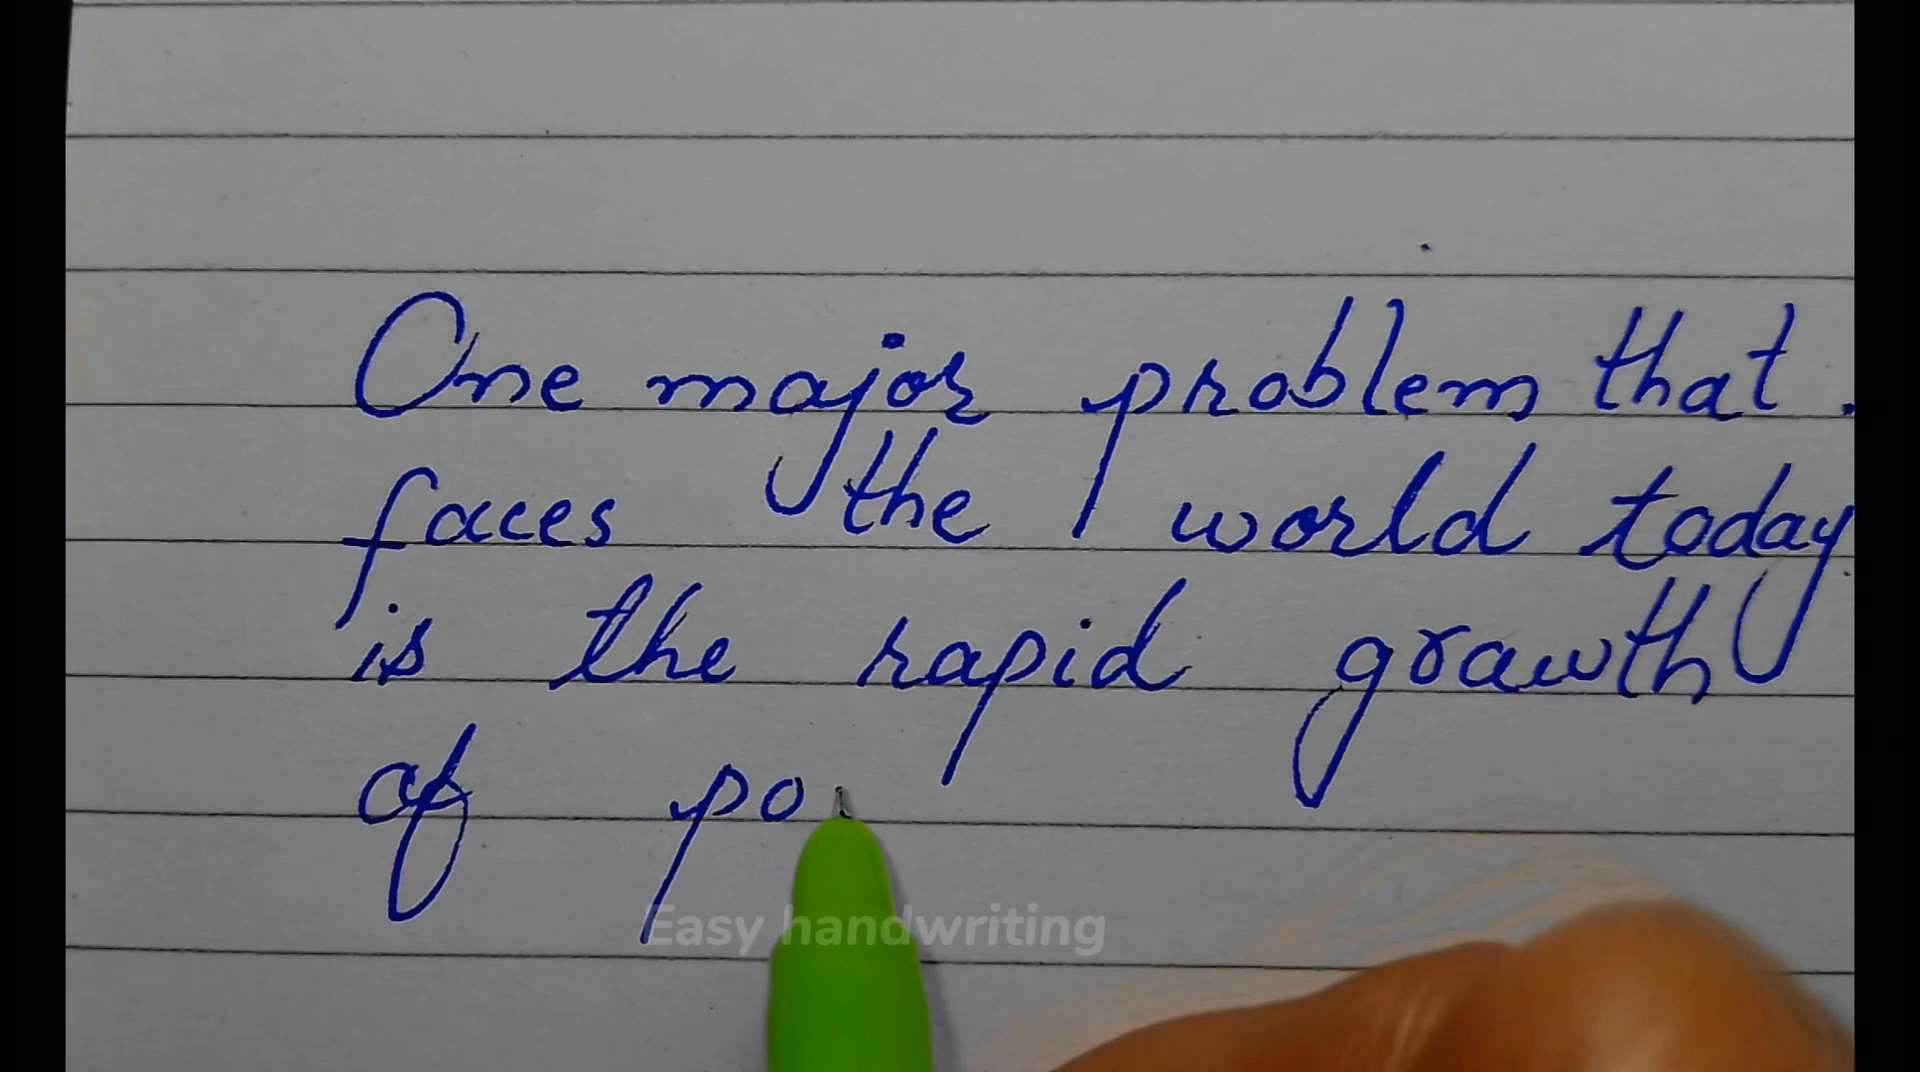 One major problem that.
faces the world today
is the rapid growth
of po
Easy handwriting